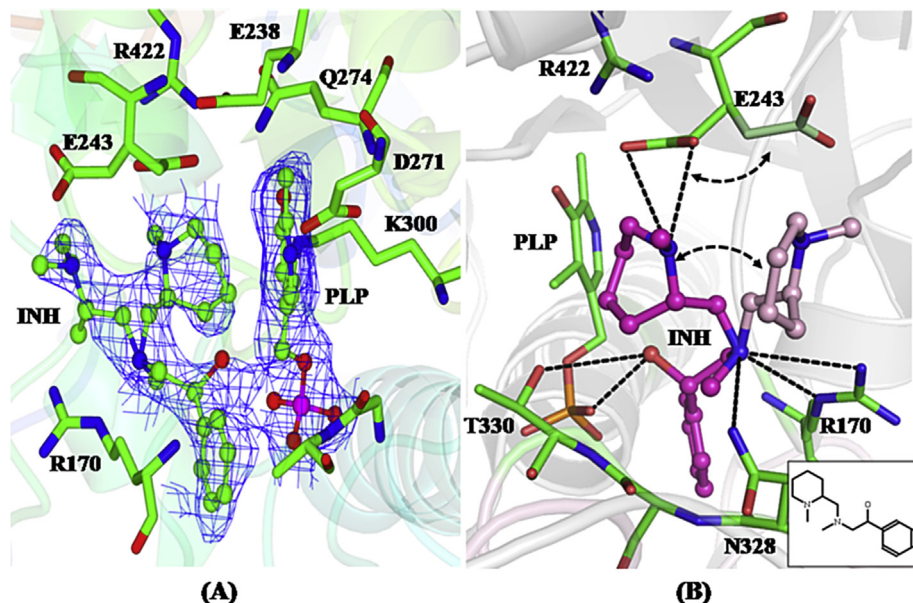 R422
E238
Q274
E243
D271
K300
INH
PLP
R170
(A)
R422
E243
PLP
INH
T330
R170
N328
N
N
O
(B)